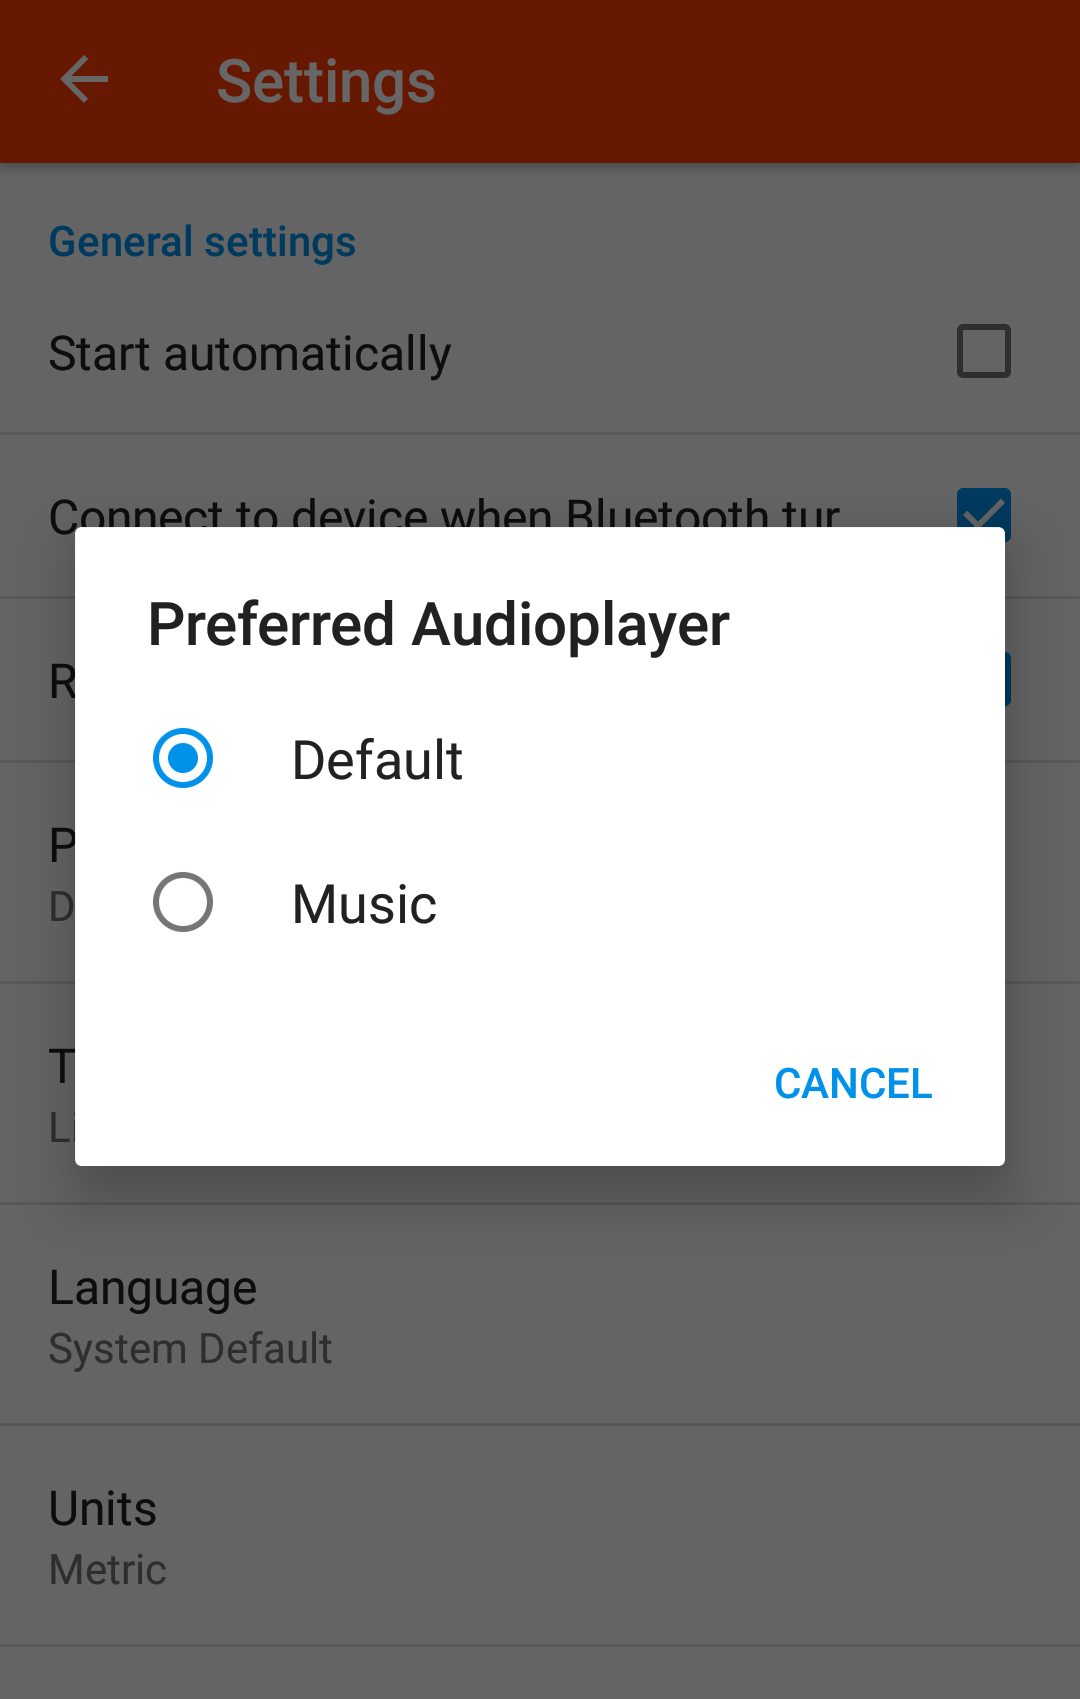 Settings
General settings
Start automatically
Connect to device when Bluetooth tur
Preferred Audioplayer
Default
Music
CANCEL
Language
System Default
Units
Metric